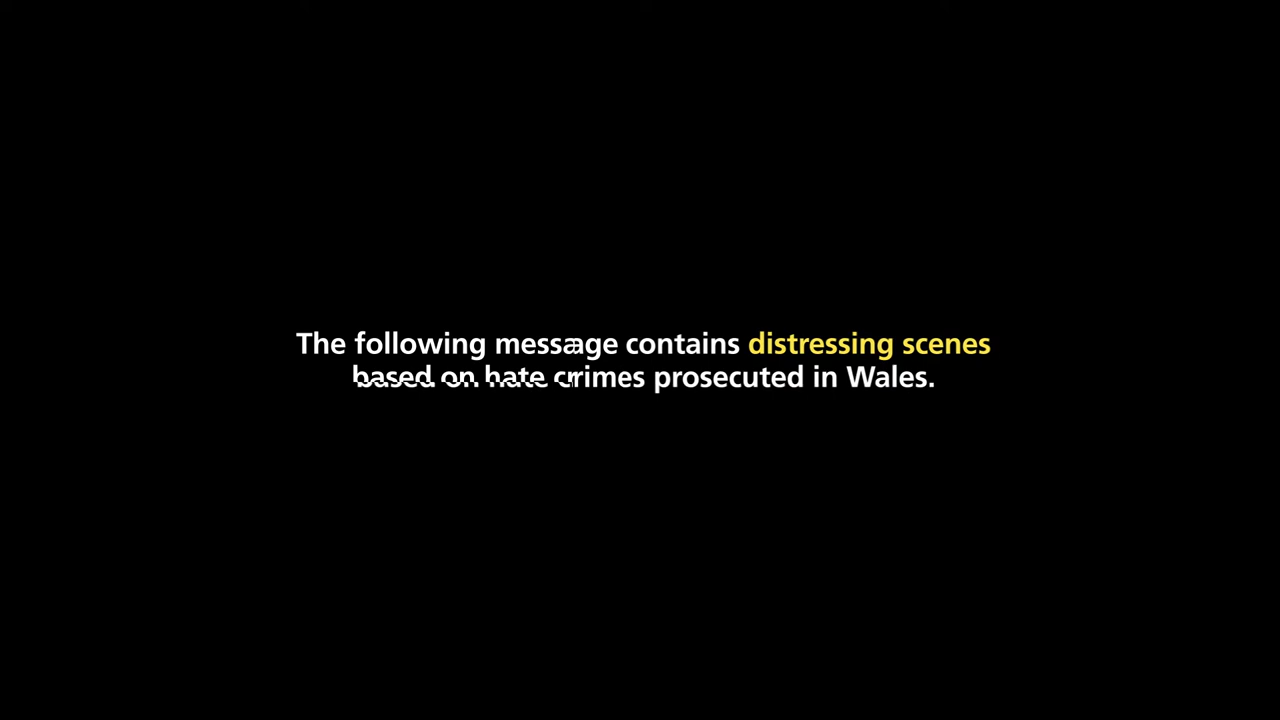 The following message contains distressing scenes
based on hate crimes prosecuted in Wales.